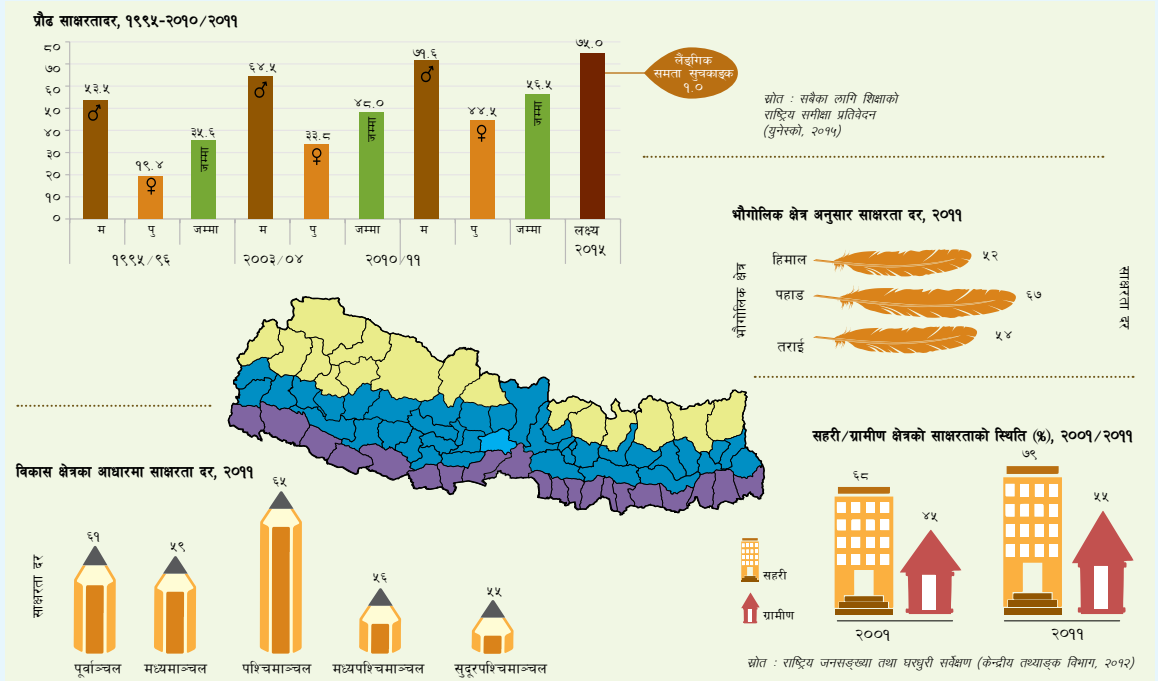 प्रौढ साक्षरतादर, १९९५-२०१०/२०११
८०
७०
६०
५०
४०
३०
२०
१०
०
५३.५
१९.४
३५.६
६४.५
३३.८
४८.०
७१.६
४४.५
५६.५
७५.०
जम्मा
जम्मा
जम्मा
म
पु
जम्मा
म
पु
जम्मा
म
पु
जम्मा
लक्ष्य
२०१५
१९९५/९६
२००३/०४
२०१०/११
लैङ्गिक
समता सुचकाङ्क
१.०
स्रोत : सबैका लागि शिक्षाको
राष्ट्रिय समीक्षा प्रतिवेदन
(युनेस्को, २०१५)
भौगोलिक क्षेत्र अनुसार साक्षरता दर, २०११
भौगोलिक क्षेत्र
हिमाल
५२
पहाड
६७
तराई
५४
साक्षरता दर
विकास क्षेत्रका आधारमा साक्षरता दर, २०११
साक्षरता दर
६१
५९
६५
५६
५५
पूर्वाञ्चल
मध्यमाञ्चल
पश्चिमाञ्चल
मध्यपश्चिमाञ्चल
सुदूरपश्चिमाञ्चल
सहरी/ग्रामीण क्षेत्रको साक्षरताको स्थिति (%), २००१/२०११
६८
४५
७९
५५
सहरी
ग्रामीण
२००१
२०११
स्रोत : राष्ट्रिय जनसङ्ख्या तथा घरधुरी सर्वेक्षण (केन्द्रीय तथ्याङ्क विभाग, २०१२)